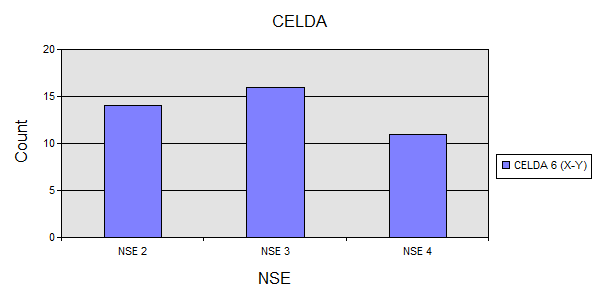 CELDA
20
15
10
5
0
Count
NSE 2 NSE 3 NSE 4
NSE
CELDA 6 (X-Y)